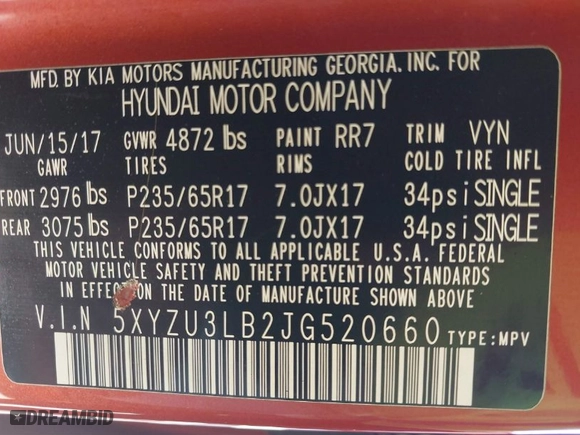 MFD. BY KIA MOTORS MANUFACTURING GEORGIA. INC. FOR
HYUNDAI MOTOR COMPANY
JUN/15/17 GVWR 4872 lbs PAINT RR7 TRIM VYN
GAWR TIRES RIMS COLD TIRE INFL
FRONT 2976 lbs P235/65R17 7.0JX17 34psi SINGLE
REAR 3075 lbs P235/65R17 7.0JX17 34psi SINGLE
THIS VEHICLE CONFORMS TO ALL APPLICABLE U.S.A. FEDERAL
MOTOR VEHICLE SAFETY AND THEFT PREVENTION STANDARDS
IN EFFECT ON THE DATE OF MANUFACTURE SHOWN ABOVE
V.I.N 5XYZU3LB2JG520660 TYPE:MPV
DREAMBID